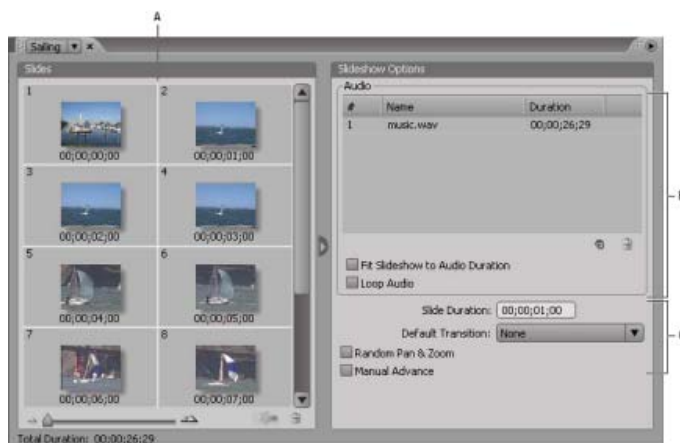 A
Sailing
Slides
1
2
00;00;00;00
00;00;01;00
3
4
00;00;02;00
00;00;03;00
5
6
00;00;04;00
00;00;05;00
7
8
00;00;06;00
00;00;07;00
Total Duration: 00;00;26;29
Slideshow Options
Audio
# Name Duration
1 music.wav 00;00;26;29
Fit Slideshow to Audio Duration
Loop Audio
Slide Duration: 00;00;01;00
Default Transition: None
Random Pan & Zoom
Manual Advance